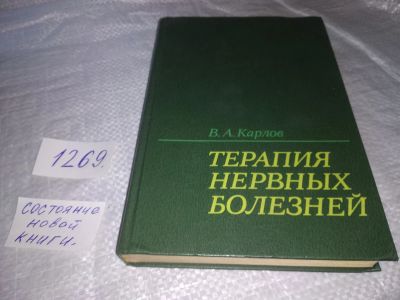 В. А. Карлов
ТЕРАПИЯ
НЕРВНЫХ
БОЛЕЗНЕЙ
1269.
состояние
новой
книги.